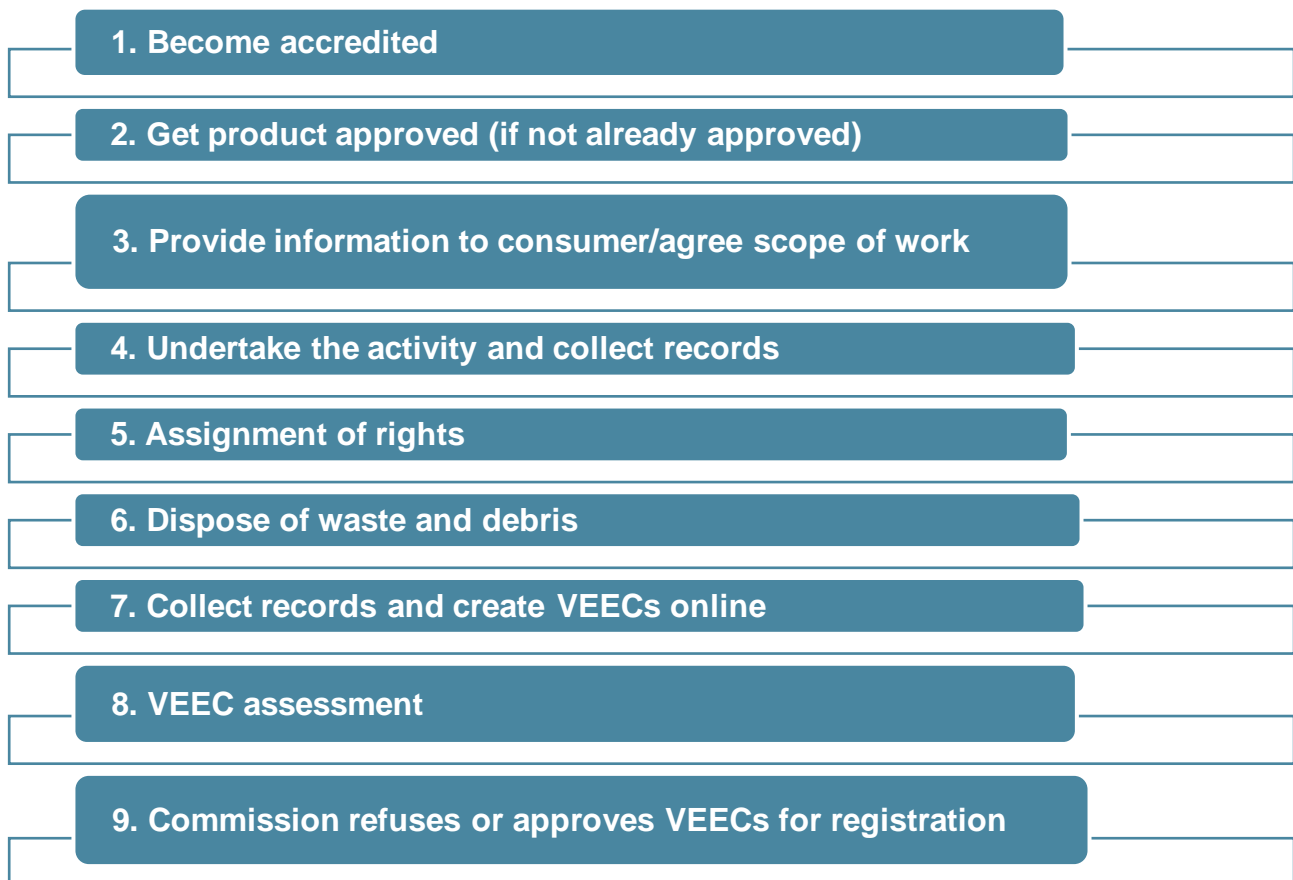 1. Become accredited
2. Get product approved (if not already approved)
3. Provide information to consumer/agree scope of work
4. Undertake the activity and collect records
5. Assignment of rights
6. Dispose of waste and debris
7. Collect records and create VEECs online
8. VEEC assessment
9. Commission refuses or approves VEECs for registration